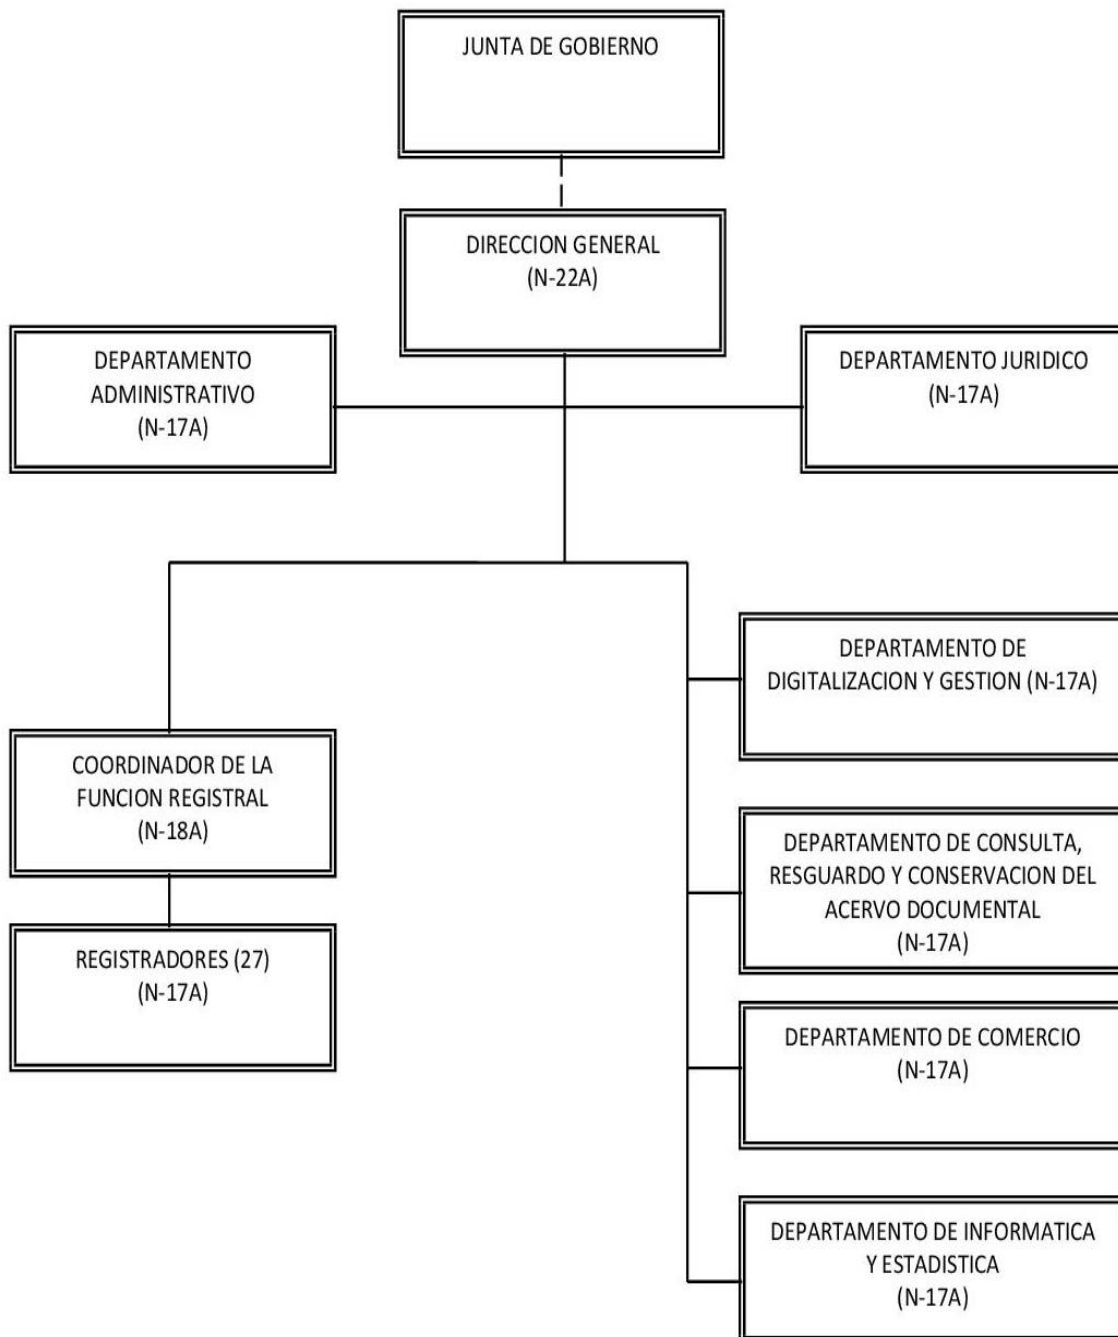 JUNTA DE GOBIERNO
DIRECCION GENERAL
(N-22A)
DEPARTAMENTO
ADMINISTRATIVO
(N-17A)
DEPARTAMENTO JURIDICO
(N-17A)
DEPARTAMENTO DE
DIGITALIZACION Y GESTION (N-17A)
COORDINADOR DE LA
FUNCION REGISTRAL
(N-18A)
DEPARTAMENTO DE CONSULTA,
RESGUARDO Y CONSERVACION DEL
ACERVO DOCUMENTAL
(N-17A)
REGISTRADORES (27)
(N-17A)
DEPARTAMENTO DE COMERCIO
(N-17A)
DEPARTAMENTO DE INFORMATICA
Y ESTADISTICA
(N-17A)